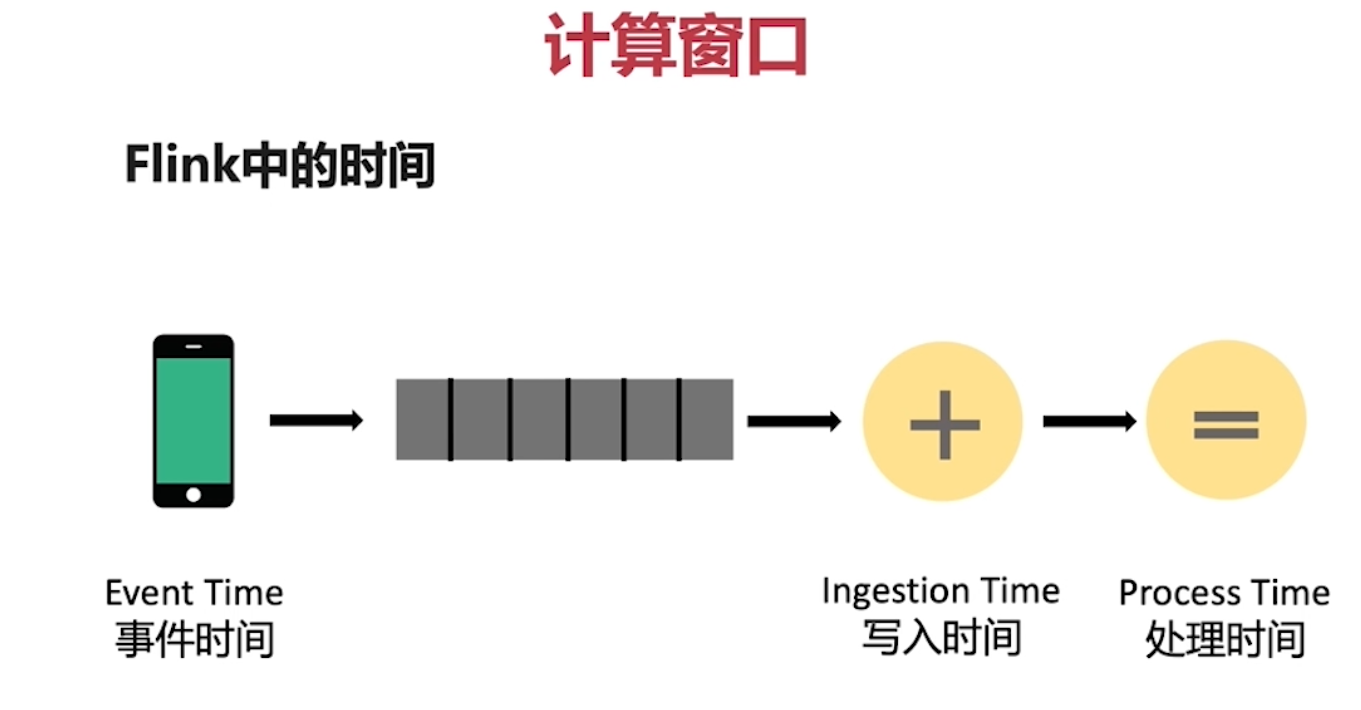 计算窗口
Flink中的时间
Event Time
事件时间
Ingestion Time
写入时间
Process Time
处理时间